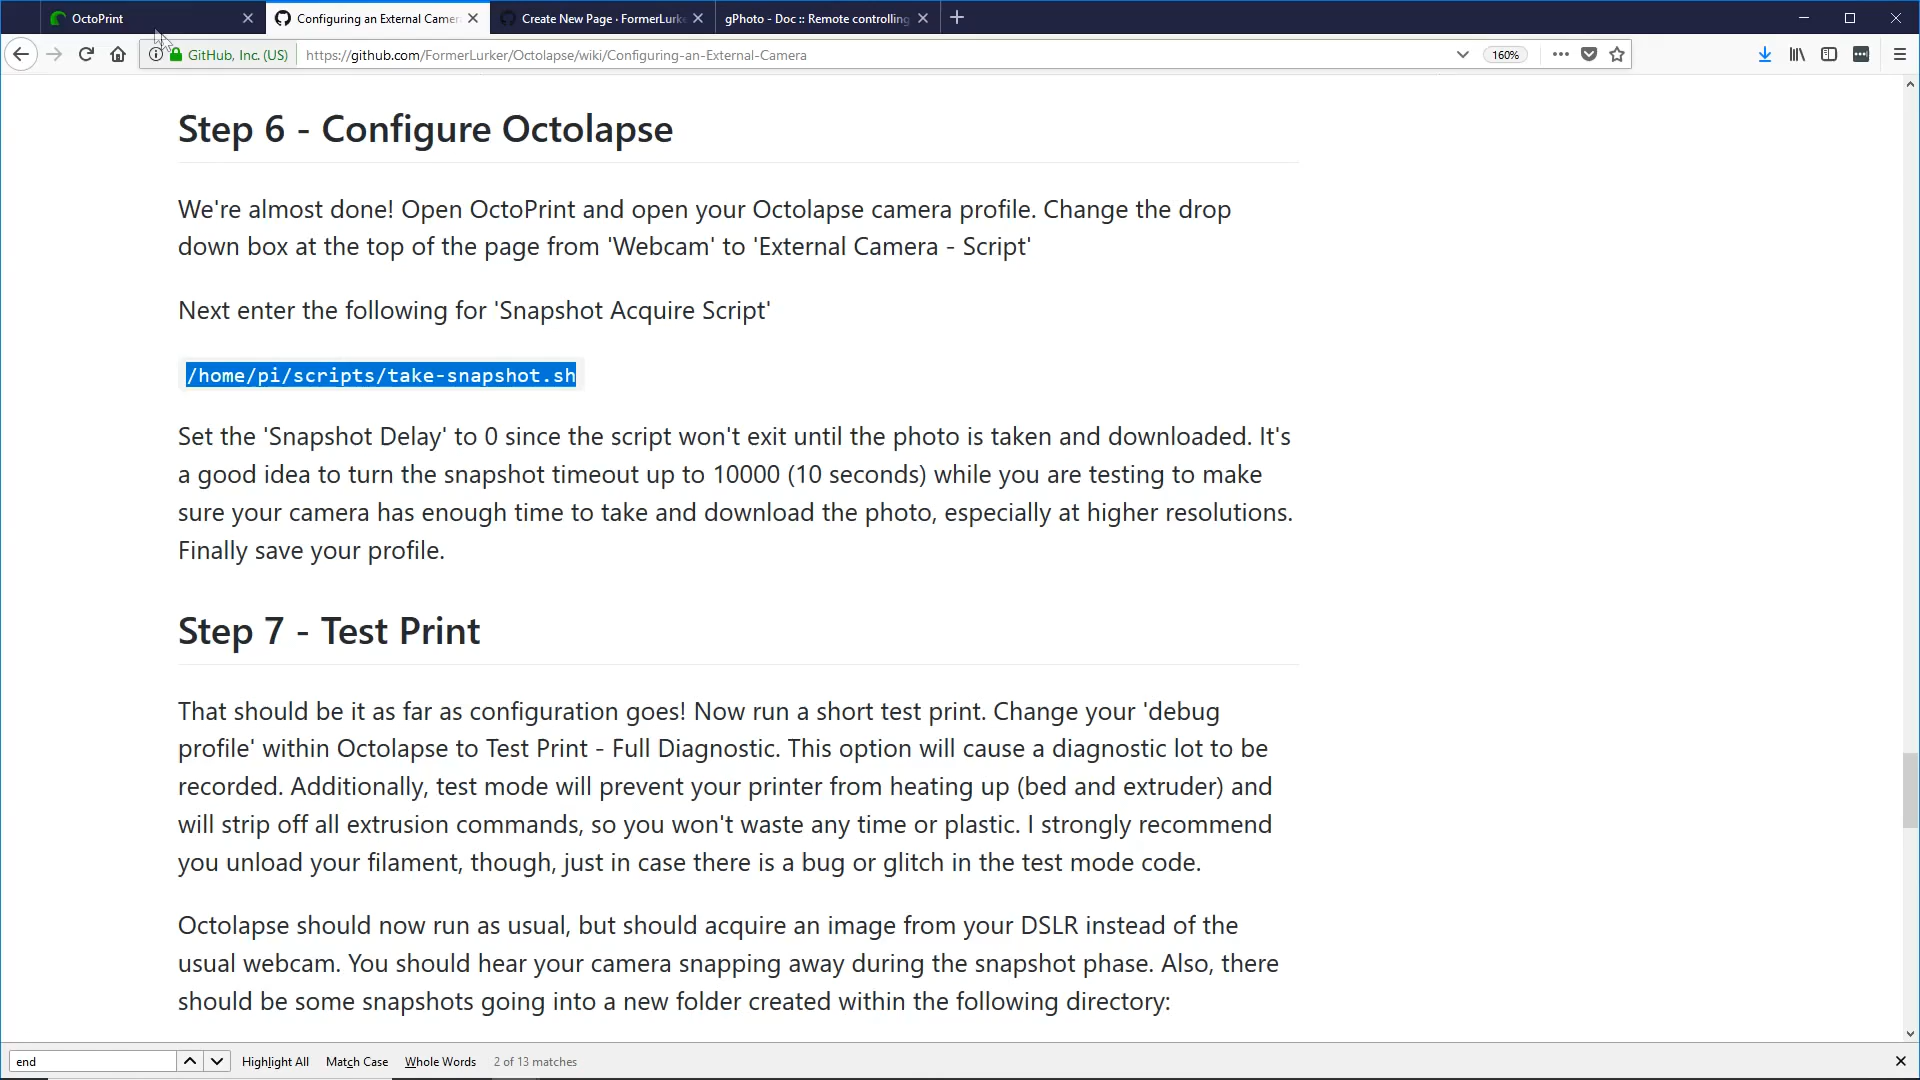 OctoPrint
Configuring an External Camer
Create New Page · FormerLurke
gPhoto - Doc :: Remote controlling
GitHub, Inc. (US)
https://github.com/FormerLurker/Octolapse/wiki/Configuring-an-External-Camera
160%
Step 6 - Configure Octolapse
We're almost done! Open OctoPrint and open your Octolapse camera profile. Change the drop
down box at the top of the page from 'Webcam' to 'External Camera - Script'
Next enter the following for 'Snapshot Acquire Script'
/home/pi/scripts/take-snapshot.sh
Set the 'Snapshot Delay' to 0 since the script won't exit until the photo is taken and downloaded. It's
a good idea to turn the snapshot timeout up to 10000 (10 seconds) while you are testing to make
sure your camera has enough time to take and download the photo, especially at higher resolutions.
Finally save your profile.
Step 7 - Test Print
That should be it as far as configuration goes! Now run a short test print. Change your 'debug
profile' within Octolapse to Test Print - Full Diagnostic. This option will cause a diagnostic lot to be
recorded. Additionally, test mode will prevent your printer from heating up (bed and extruder) and
will strip off all extrusion commands, so you won't waste any time or plastic. I strongly recommend
you unload your filament, though, just in case there is a bug or glitch in the test mode code.
Octolapse should now run as usual, but should acquire an image from your DSLR instead of the
usual webcam. You should hear your camera snapping away during the snapshot phase. Also, there
should be some snapshots going into a new folder created within the following directory:
end
Highlight All
Match Case
Whole Words
2 of 13 matches